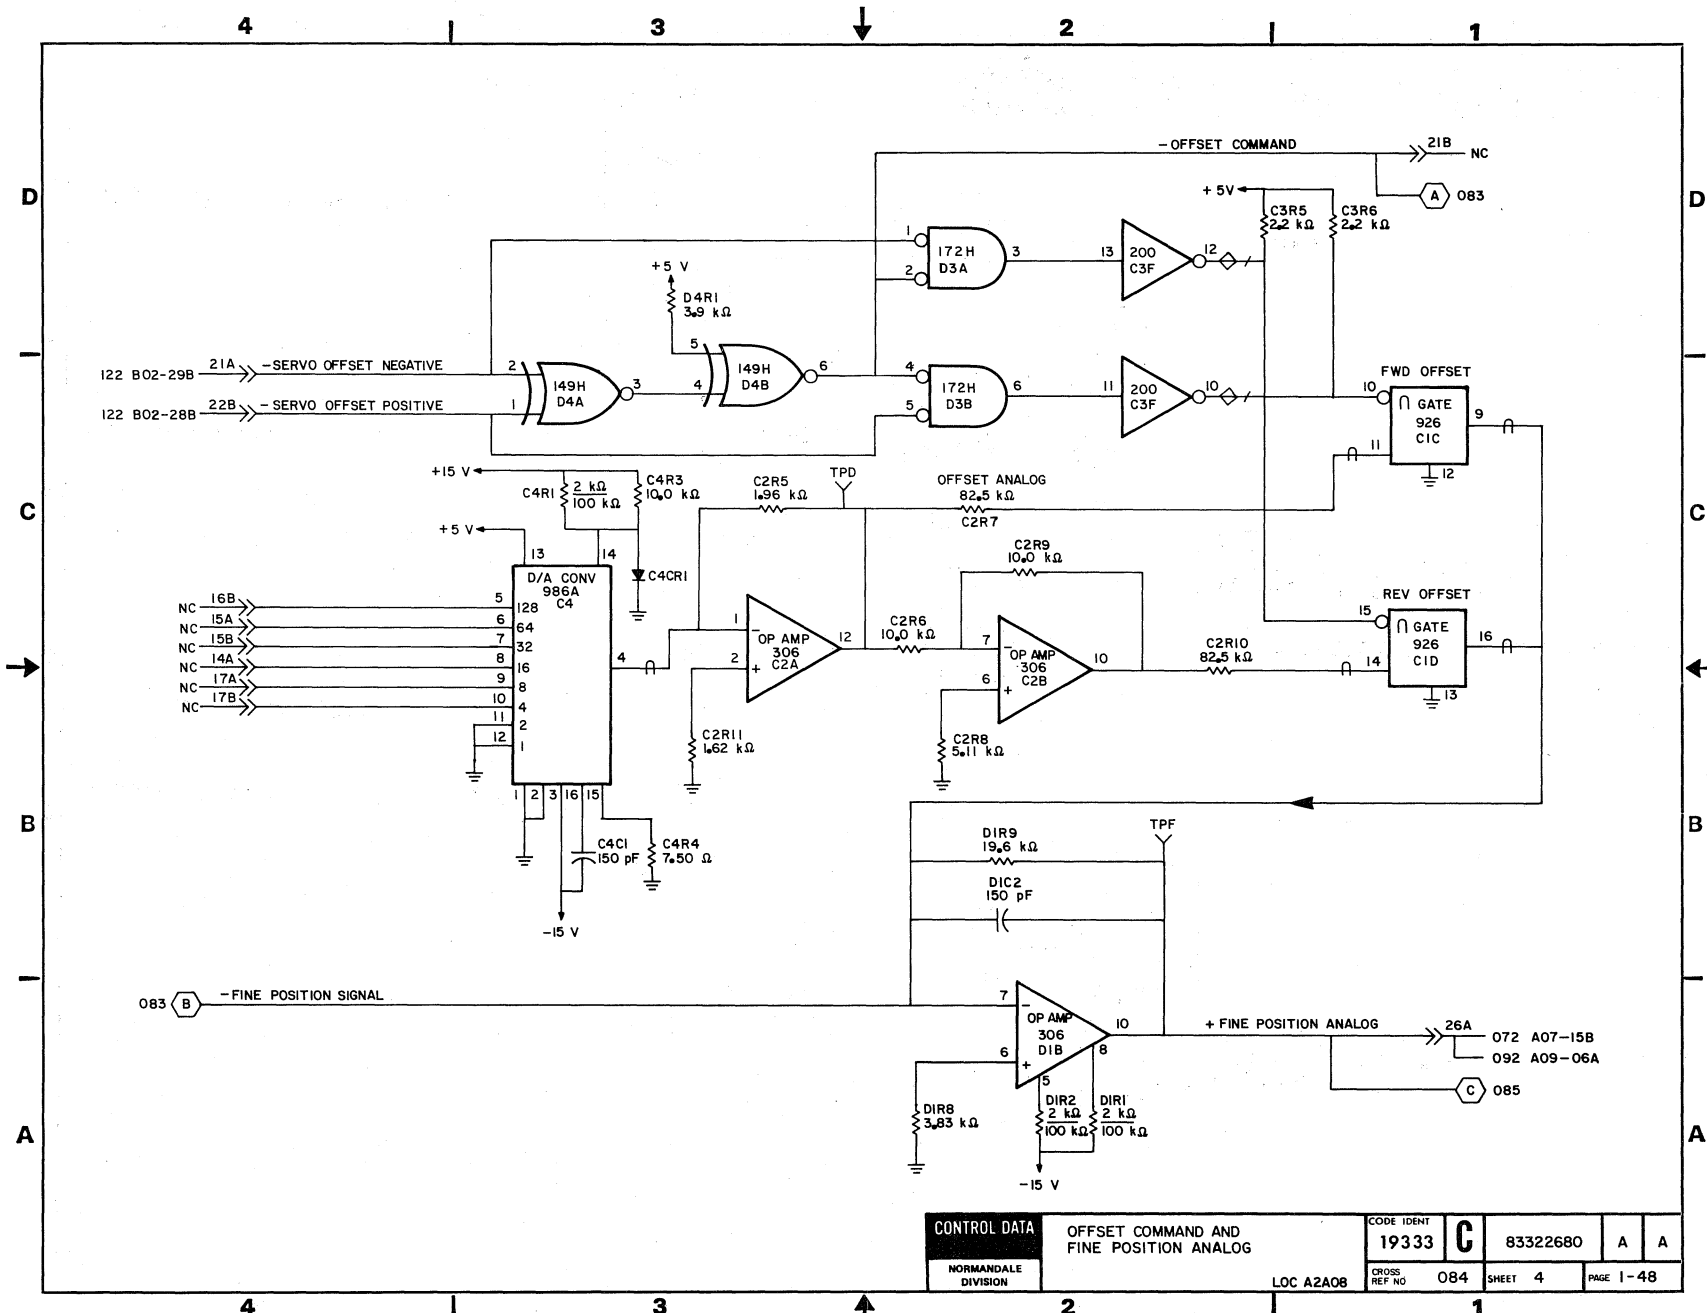 4 3 2 1
-OFFSET COMMAND 21B NC
A 083
+5V
C3R5 2.2 kΩ
C3R6 2.2 kΩ
D
D
1
2
172H
D3A
3
13
200
C3F
12
+5 V
D4R1
3.9 kΩ
122 B02-29B 21A -SERVO OFFSET NEGATIVE
122 B02-28B 22B -SERVO OFFSET POSITIVE
2
1
149H
D4A
3
5
4
149H
D4B
6
4
5
172H
D3B
6
11
200
C3F
10
FWD OFFSET
10
∩ GATE
926
C1C
9
11
12
+15 V
C4R1
2 kΩ
100 kΩ
C4R3
10.0 kΩ
C2R5
1.96 kΩ
TPD
OFFSET ANALOG
82.5 kΩ
C2R7
C
C
+5 V
13
14
C4CR1
D/A CONV
986A
C4
NC 16B 5 128
NC 15A 6 64
NC 15B 7 32
NC 14A 8 16
NC 17A 9 8
NC 17B 10 4
11 2
12 1
4
1 2 3 16 15
C4C1
150 pF
C4R4
7.50 Ω
-15 V
1
-
2
+
OP AMP
306
C2A
12
C2R11
1.62 kΩ
C2R6
10.0 kΩ
C2R9
10.0 kΩ
7
-
6
+
OP AMP
306
C2B
10
C2R8
5.11 kΩ
C2R10
82.5 kΩ
REV OFFSET
15
∩ GATE
926
C1D
16
14
13
B
B
D1R9
19.6 kΩ
TPF
D1C2
150 pF
083 B -FINE POSITION SIGNAL
7
-
6
+
OP AMP
306
D1B
10
8
5
+ FINE POSITION ANALOG
26A
072 A07-15B
092 A09-06A
C 085
D1R8
3.83 kΩ
D1R2
2 kΩ
100 kΩ
D1R1
2 kΩ
100 kΩ
-15 V
A
A
CONTROL DATA
NORMANDALE
DIVISION
OFFSET COMMAND AND
FINE POSITION ANALOG
LOC A2A08
CODE IDENT
19333
C
83322680
A
A
CROSS
REF NO
084
SHEET 4
PAGE 1-48
4 3 2 1